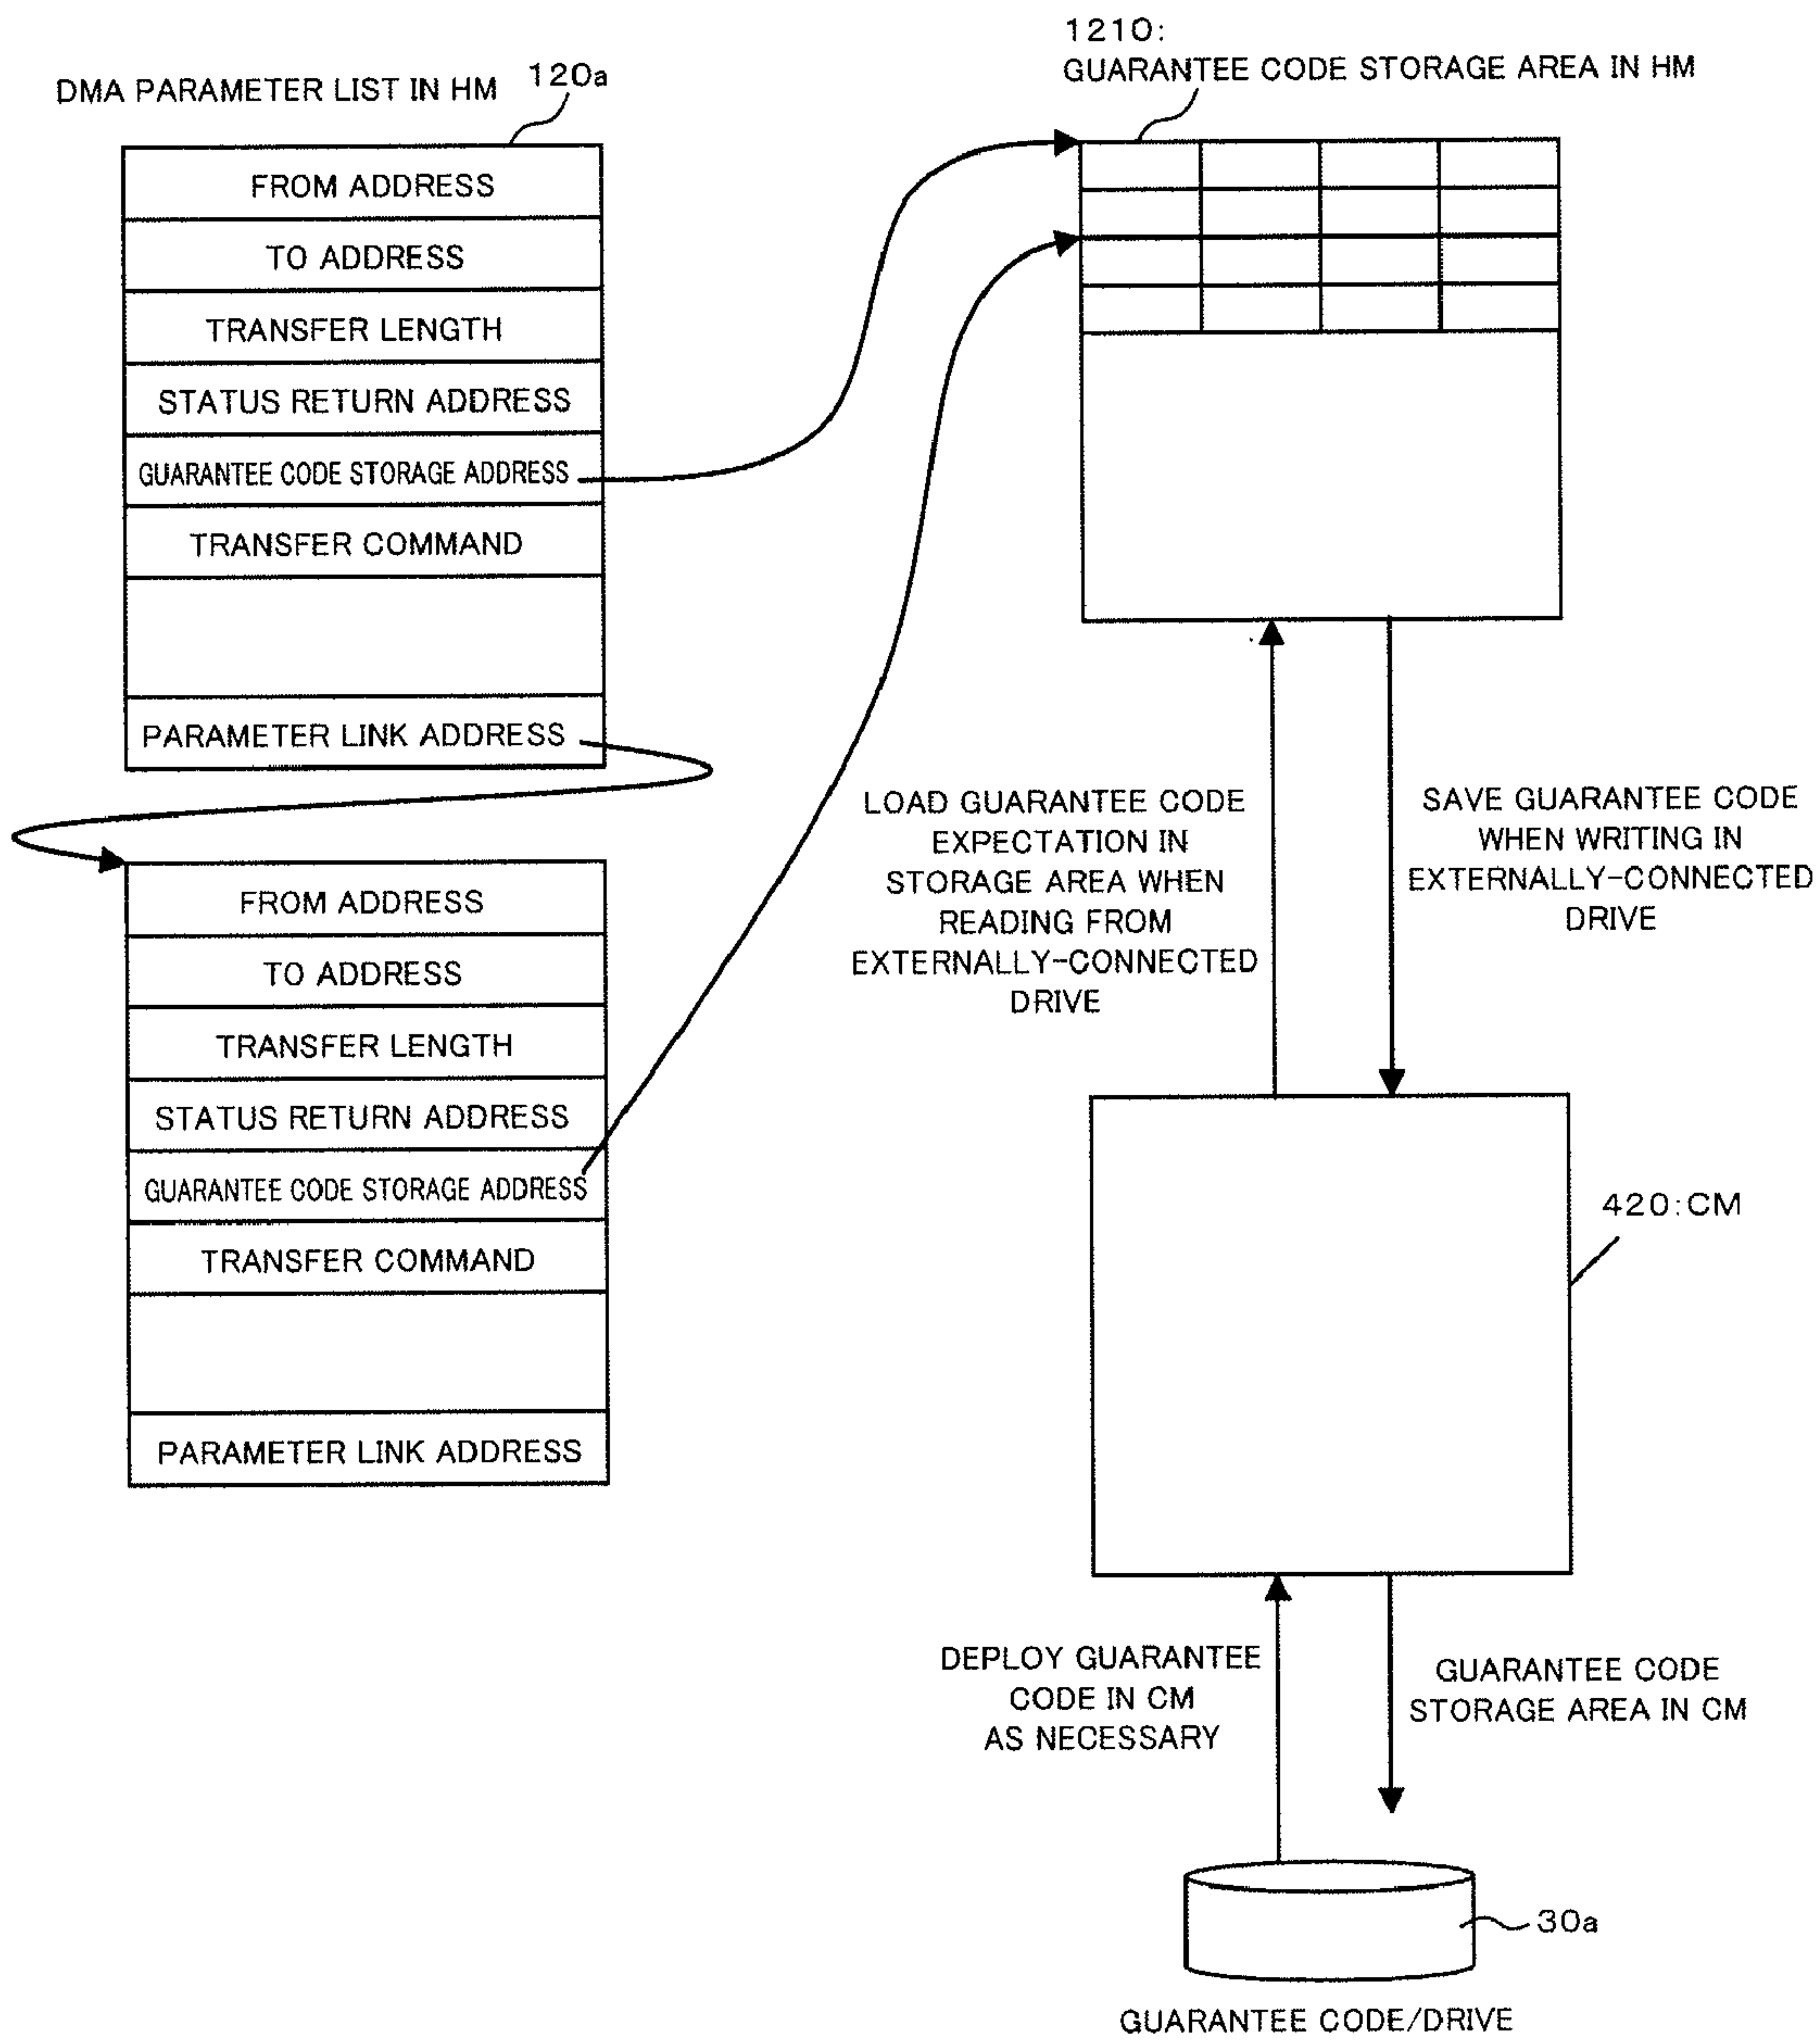 DMA PARAMETER LIST IN HM
120a
FROM ADDRESS
TO ADDRESS
TRANSFER LENGTH
STATUS RETURN ADDRESS
GUARANTEE CODE STORAGE ADDRESS
TRANSFER COMMAND
PARAMETER LINK ADDRESS
FROM ADDRESS
TO ADDRESS
TRANSFER LENGTH
STATUS RETURN ADDRESS
GUARANTEE CODE STORAGE ADDRESS
TRANSFER COMMAND
PARAMETER LINK ADDRESS
1210:
GUARANTEE CODE STORAGE AREA IN HM
LOAD GUARANTEE CODE
EXPECTATION IN
STORAGE AREA WHEN
READING FROM
EXTERNALLY-CONNECTED
DRIVE
SAVE GUARANTEE CODE
WHEN WRITING IN
EXTERNALLY-CONNECTED
DRIVE
420:CM
DEPLOY GUARANTEE
CODE IN CM
AS NECESSARY
GUARANTEE CODE
STORAGE AREA IN CM
30a
GUARANTEE CODE/DRIVE